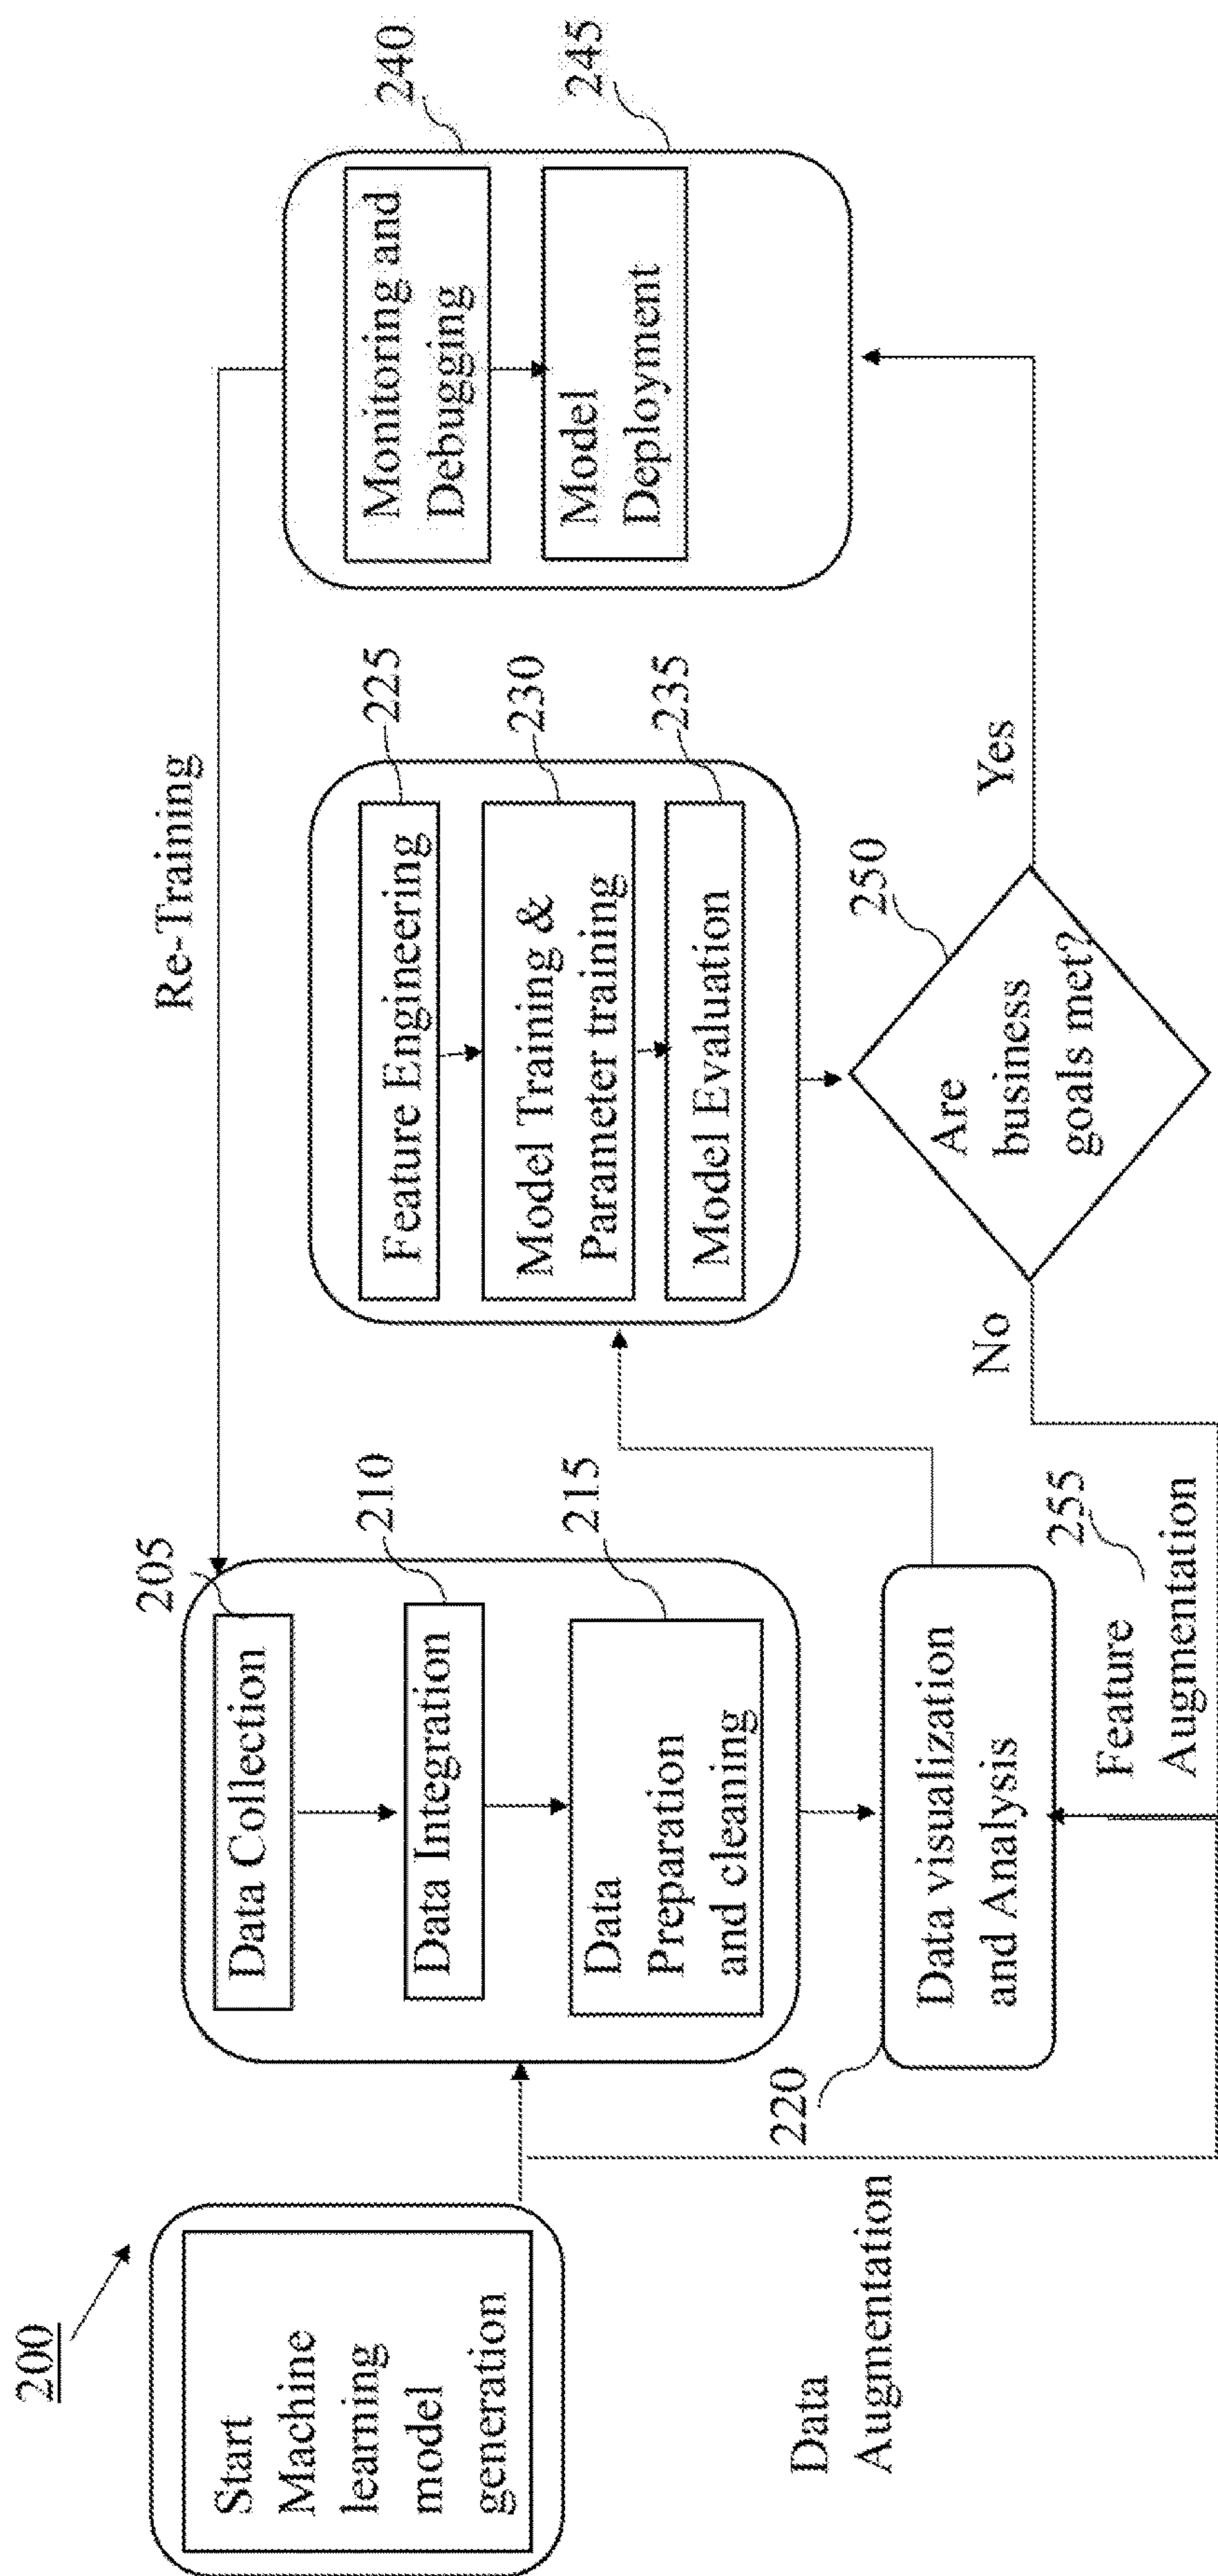 200
Start
Machine
learning
model
generation
Re-Training
205
Data Collection
210
Data Integration
215
Data
Preparation
and cleaning
220
Data visualization
and Analysis
225
Feature Engineering
230
Model Training &
Parameter training
235
Model Evaluation
240
Monitoring and
Debugging
245
Model
Deployment
250
Are
business
goals met?
Yes
No
255
Feature
Augmentation
Data
Augmentation